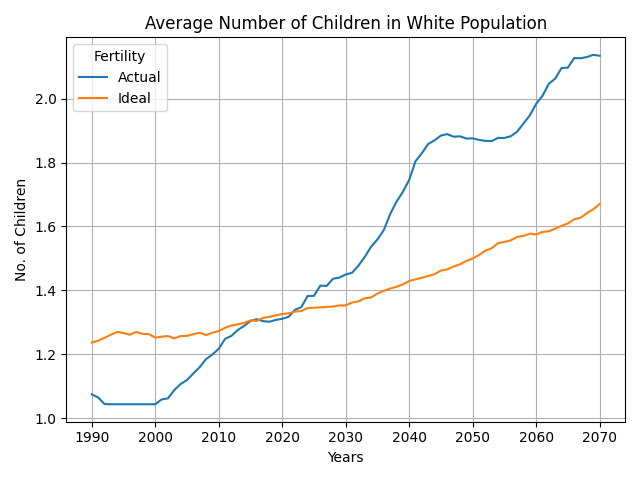 Average Number of Children in White Population
Fertility
Actual
Ideal
2.0
1.8
1.6
1.4
1.2
1.0
No. of Children
1990 2000 2010 2020 2030 2040 2050 2060 2070
Years